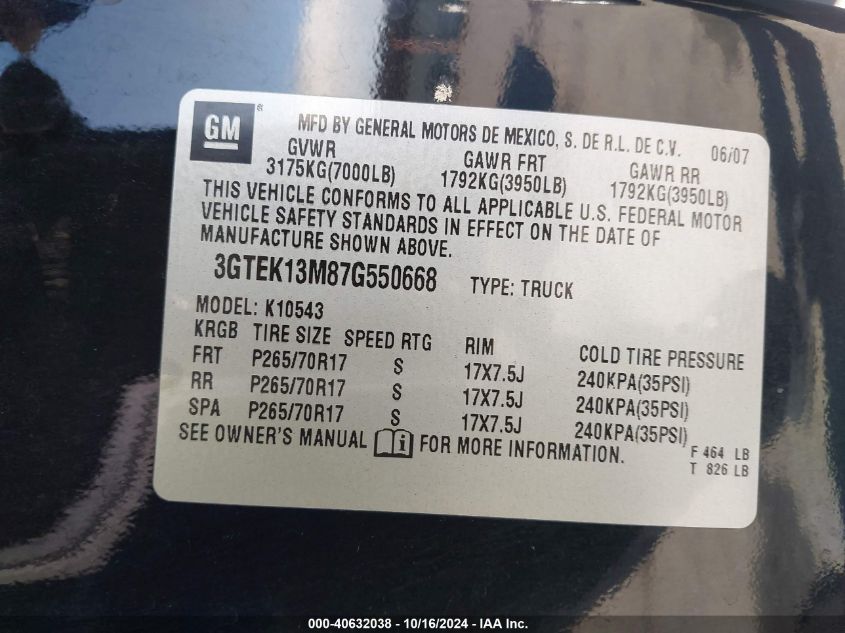 GM ®
MFD BY GENERAL MOTORS DE MEXICO, S. DE R.L. DE C.V. 06/07
GVWR GAWR FRT GAWR RR
3175KG(7000LB) 1792KG(3950LB) 1792KG(3950LB)
THIS VEHICLE CONFORMS TO ALL APPLICABLE U.S. FEDERAL MOTOR
VEHICLE SAFETY STANDARDS IN EFFECT ON THE DATE OF
MANUFACTURE SHOWN ABOVE.
3GTEK13M87G550668 TYPE: TRUCK
MODEL: K10543
KRGB TIRE SIZE SPEED RTG RIM COLD TIRE PRESSURE
FRT P265/70R17 S 17X7.5J 240KPA(35PSI)
RR P265/70R17 S 17X7.5J 240KPA(35PSI)
SPA P265/70R17 S 17X7.5J 240KPA(35PSI)
SEE OWNER'S MANUAL i FOR MORE INFORMATION.
F 464 LB
T 826 LB
000-40632038 - 10/16/2024 - IAA Inc.